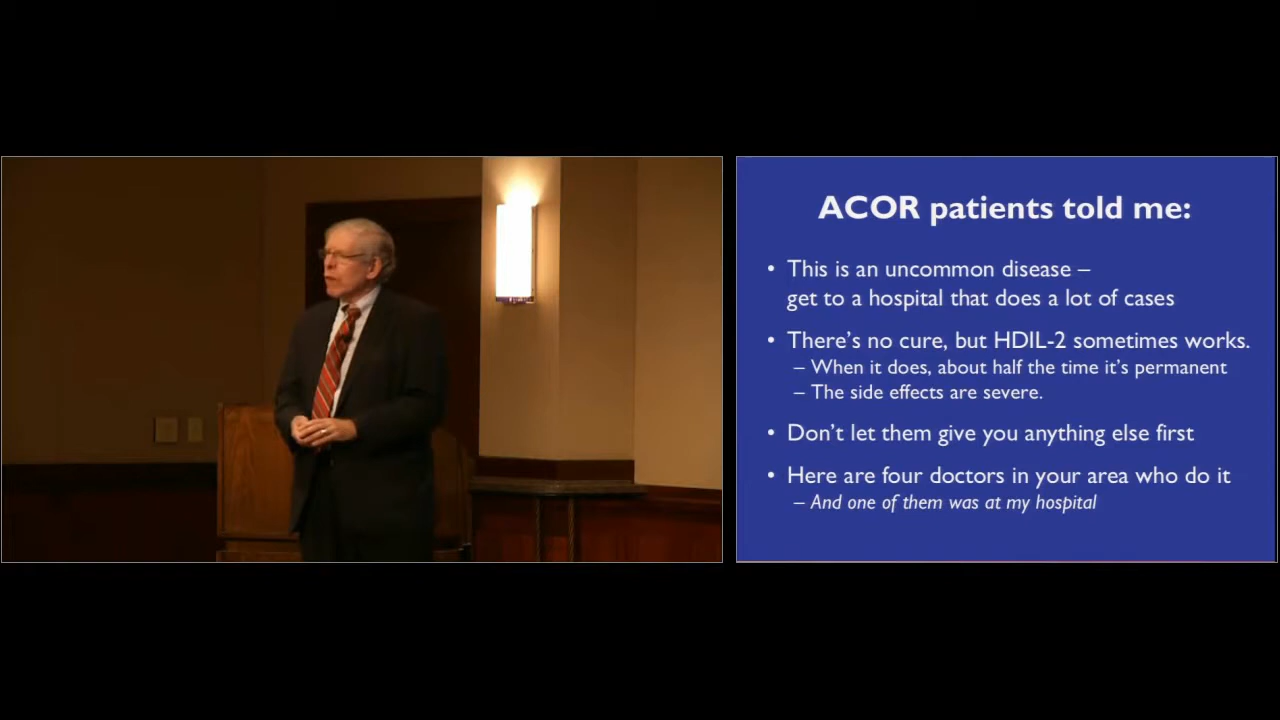 ACOR patients told me:
• This is an uncommon disease –
get to a hospital that does a lot of cases
• There's no cure, but HDIL-2 sometimes works.
– When it does, about half the time it's permanent
– The side effects are severe.
• Don't let them give you anything else first
• Here are four doctors in your area who do it
– And one of them was at my hospital